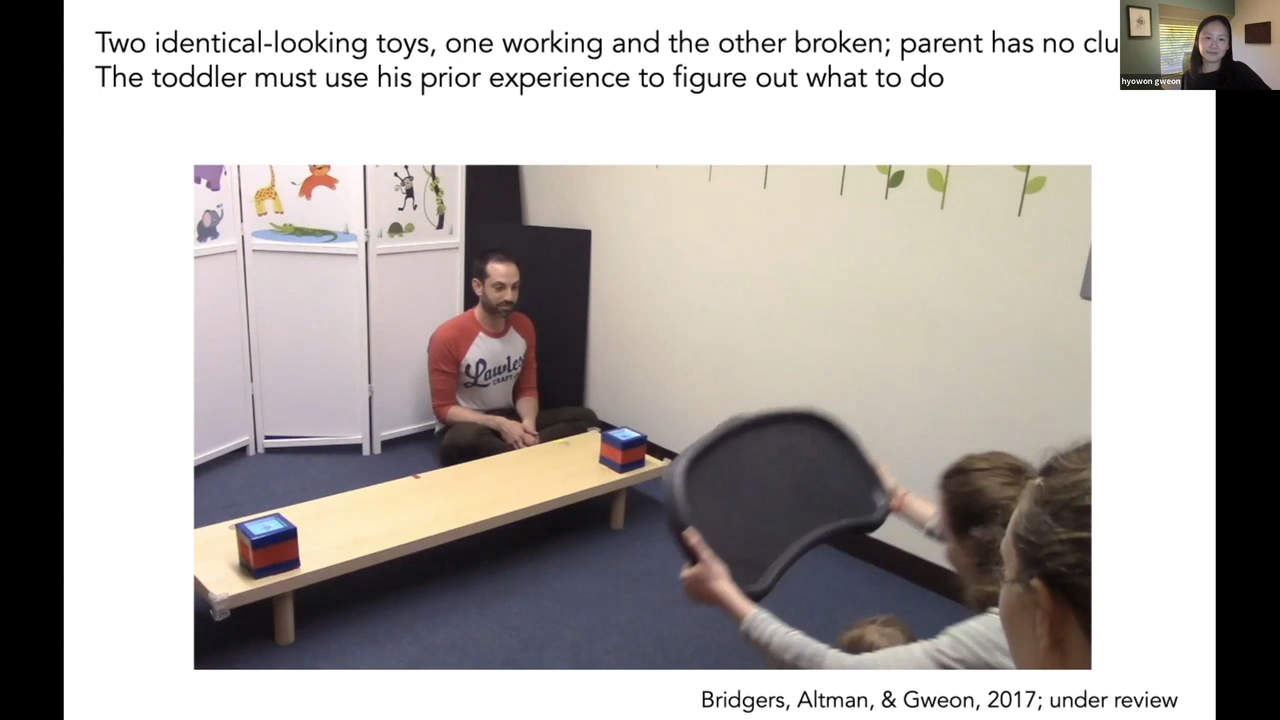 Two identical-looking toys, one working and the other broken; parent has no clu
The toddler must use his prior experience to figure out what to do
hyowon gweon
Bridgers, Altman, & Gweon, 2017; under review